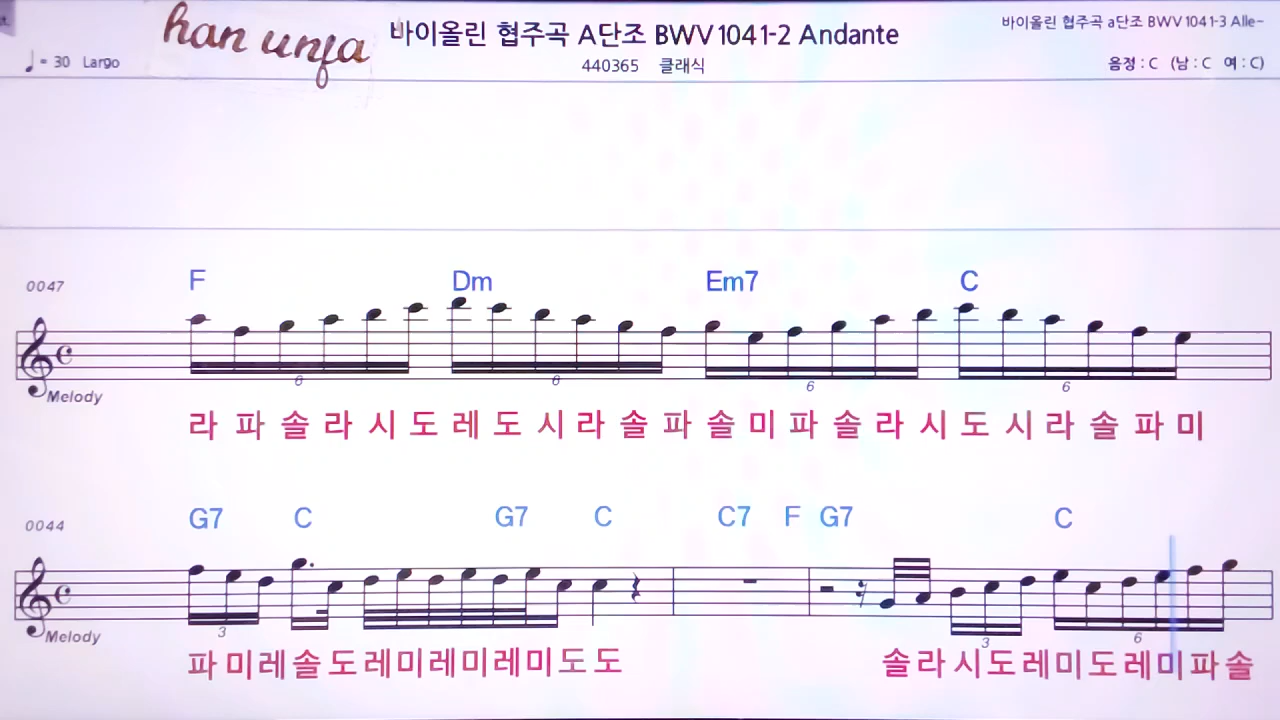 han unja
바이올린 협주곡 A단조 BWV 1041-2 Andante
바이올린 협주곡 a단조 BWV 1041-3 Alle-
♩= 30 Largo
440365 클래식
음정 : C (남 : C 여 : C)
0047 F Dm Em7 C
6 6 6 6
Melody
라 파 솔 라 시 도 레 도 시 라 솔 파 솔 미 파 솔 라 시 도 시 라 솔 파 미
0044 G7 C G7 C C7 F G7 C
3 3 6
Melody
파 미 레 솔 도 레 미 레 미 레 미 도 도 솔 라 시 도 레 미 도 레 미 파 솔